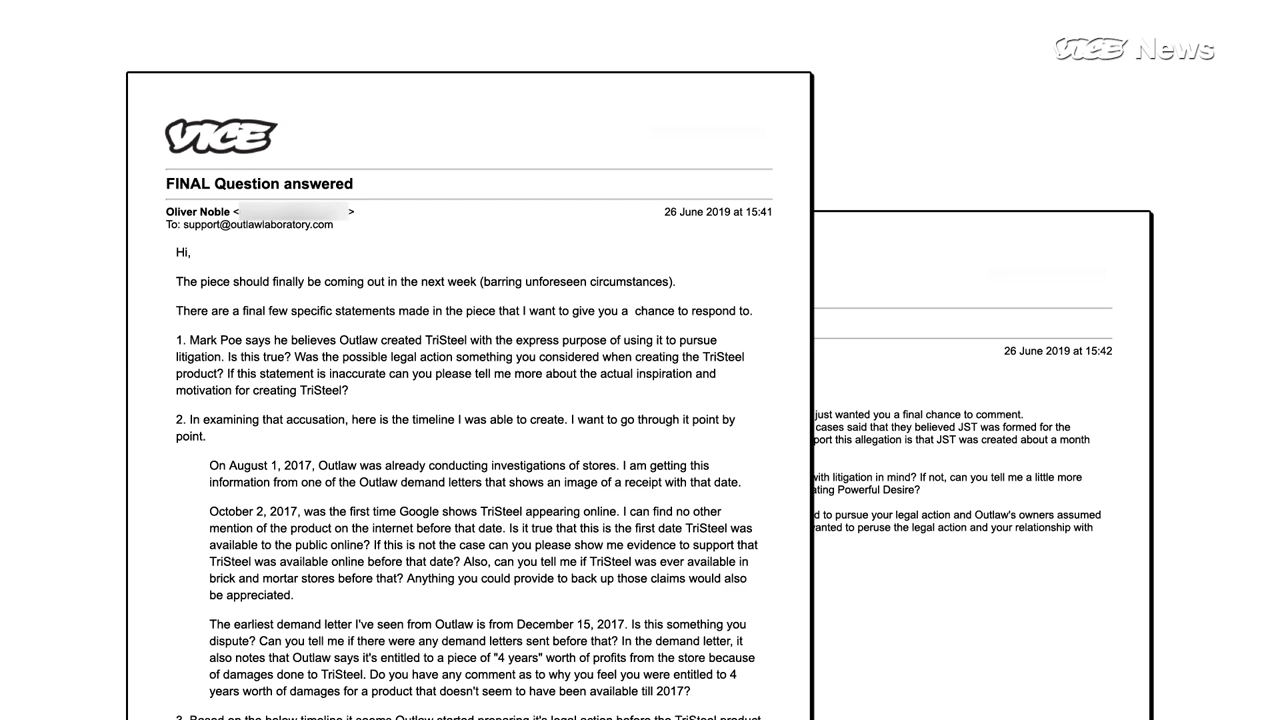 VICE News
VICE
FINAL Question answered
Oliver Noble < >
26 June 2019 at 15:41
To: support@outlawlaboratory.com
Hi,
The piece should finally be coming out in the next week (barring unforeseen circumstances).
There are a final few specific statements made in the piece that I want to give you a  chance to respond to.
1. Mark Poe says he believes Outlaw created TriSteel with the express purpose of using it to pursue
litigation. Is this true? Was the possible legal action something you considered when creating the TriSteel
product? If this statement is inaccurate can you please tell me more about the actual inspiration and
motivation for creating TriSteel?
2. In examining that accusation, here is the timeline I was able to create. I want to go through it point by
point.
On August 1, 2017, Outlaw was already conducting investigations of stores. I am getting this
information from one of the Outlaw demand letters that shows an image of a receipt with that date.
October 2, 2017, was the first time Google shows TriSteel appearing online. I can find no other
mention of the product on the internet before that date. Is it true that this is the first date TriSteel was
available to the public online? If this is not the case can you please show me evidence to support that
TriSteel was available online before that date? Also, can you tell me if TriSteel was ever available in
brick and mortar stores before that? Anything you could provide to back up those claims would also
be appreciated.
The earliest demand letter I've seen from Outlaw is from December 15, 2017. Is this something you
dispute? Can you tell me if there were any demand letters sent before that? In the demand letter, it
also notes that Outlaw says it's entitled to a piece of "4 years" worth of profits from the store because
of damages done to TriSteel. Do you have any comment as to why you feel you were entitled to 4
years worth of damages for a product that doesn't seem to have been available till 2017?
3. Based on the below timeline it seems Outlaw started preparing it's legal action before the TriSteel product
26 June 2019 at 15:42
just wanted you a final chance to comment.
cases said that they believed JST was formed for the
port this allegation is that JST was created about a month
with litigation in mind? If not, can you tell me a little more
ating Powerful Desire?
d to pursue your legal action and Outlaw's owners assumed
anted to peruse the legal action and your relationship with